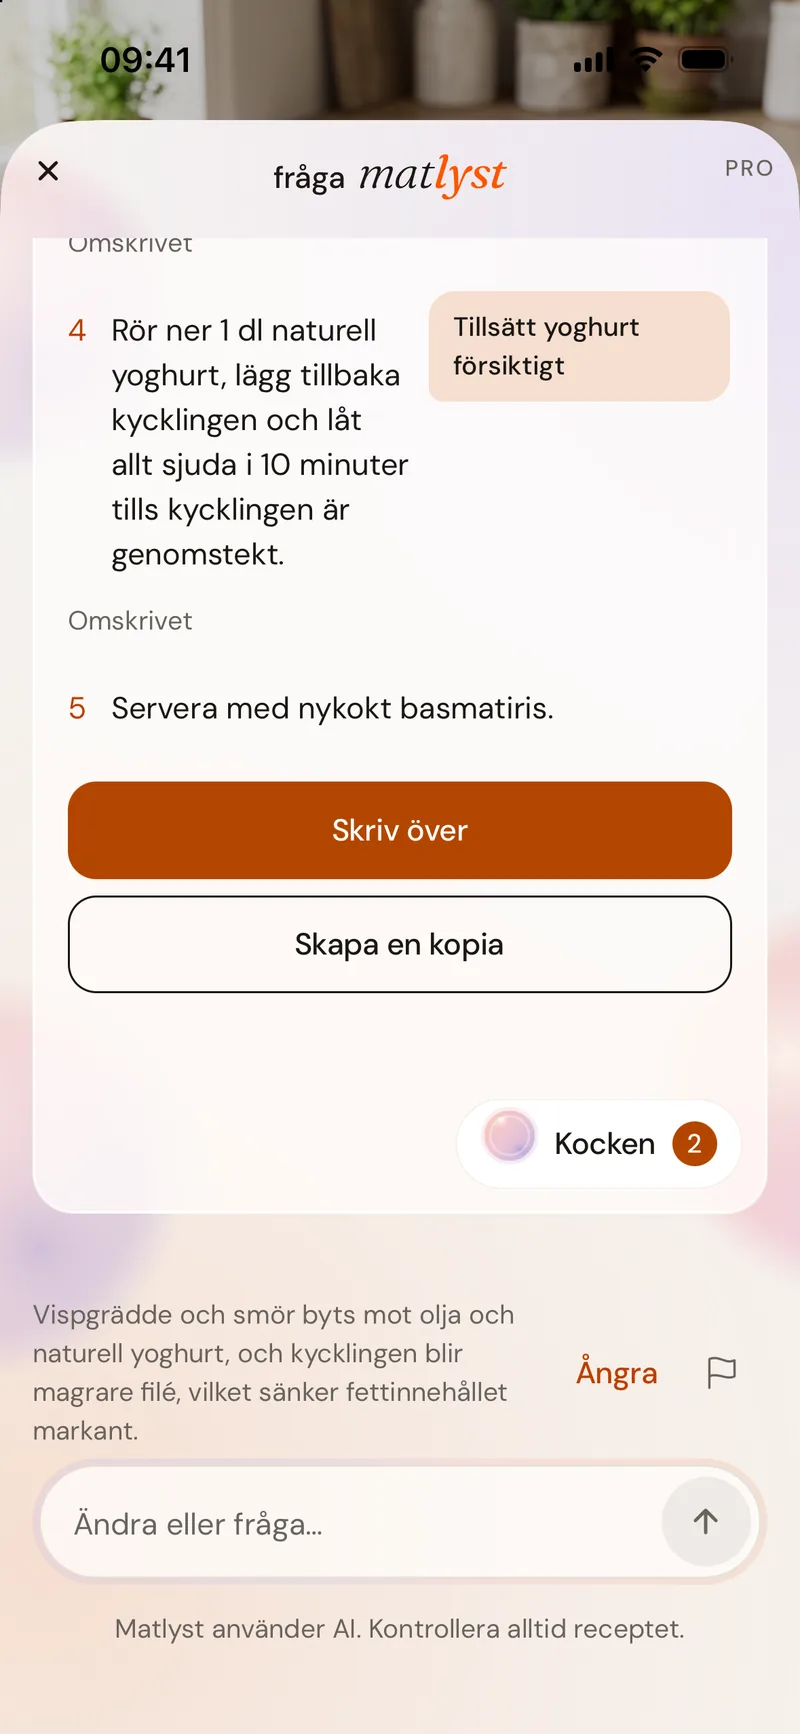 09:41
fråga matlyst
PRO
Omskrivet
4 Rör ner 1 dl naturell
yoghurt, lägg tillbaka
kycklingen och låt
allt sjuda i 10 minuter
tills kycklingen är
genomstekt.
Tillsätt yoghurt
försiktigt
Omskrivet
5 Servera med nykokt basmatiris.
Skriv över
Skapa en kopia
Kocken 2
Vispgrädde och smör byts mot olja och
naturell yoghurt, och kycklingen blir
magrare filé, vilket sänker fettinnehållet
markant.
Ångra
Ändra eller fråga...
Matlyst använder AI. Kontrollera alltid receptet.